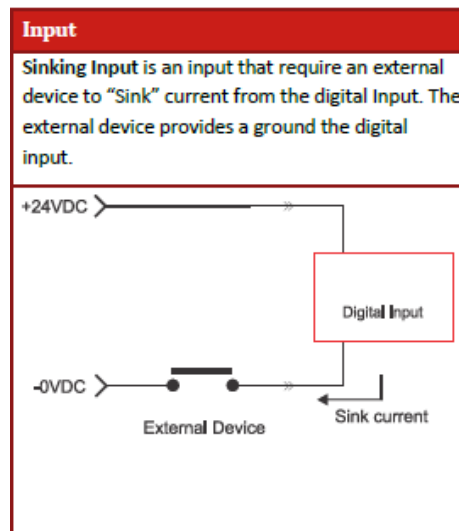 Input
Sinking Input is an input that require an external
device to “Sink” current from the digital Input. The
external device provides a ground the digital
input.
+24VDC
Digital Input
-0VDC
Sink current
External Device